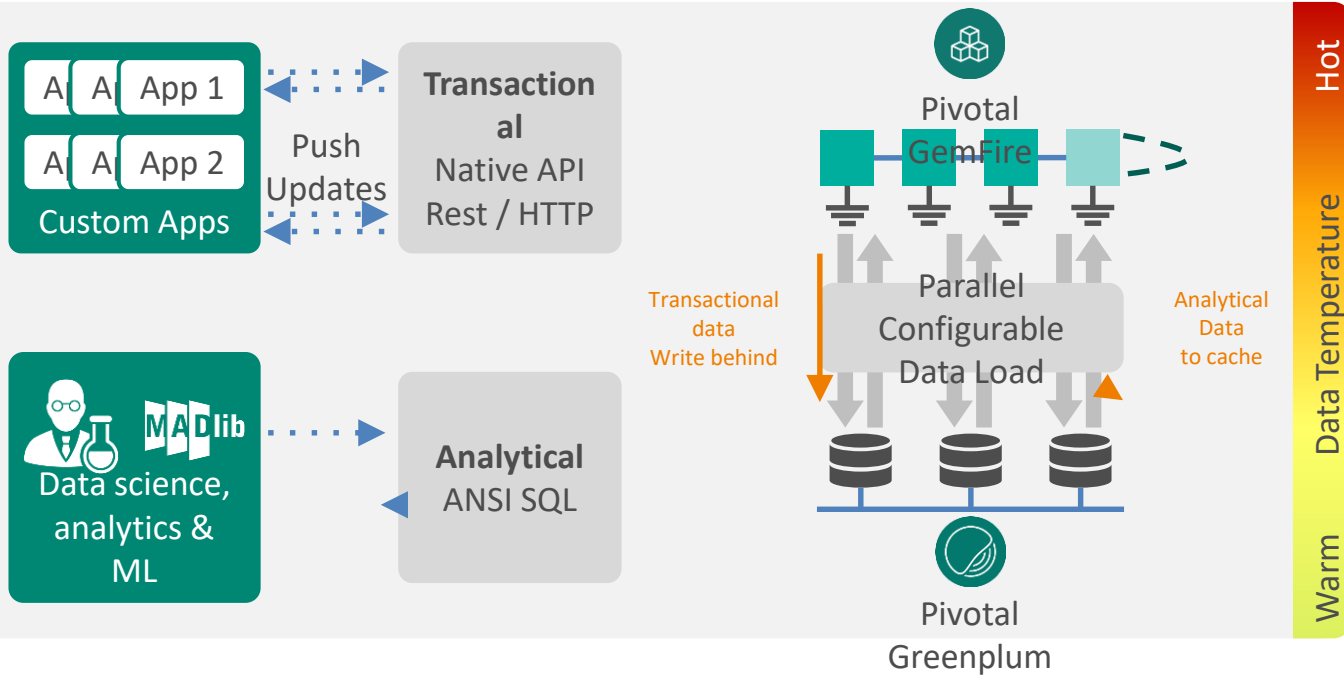 A
A
App 1
A
A
App 2
Custom Apps
Push
Updates
Transaction
al
Native API
Rest / HTTP
MADlib
Data science,
analytics &
ML
Analytical
ANSI SQL
Pivotal
GemFire
Transactional
data
Write behind
Parallel
Configurable
Data Load
Analytical
Data
to cache
Pivotal
Greenplum
Hot
Data Temperature
Warm